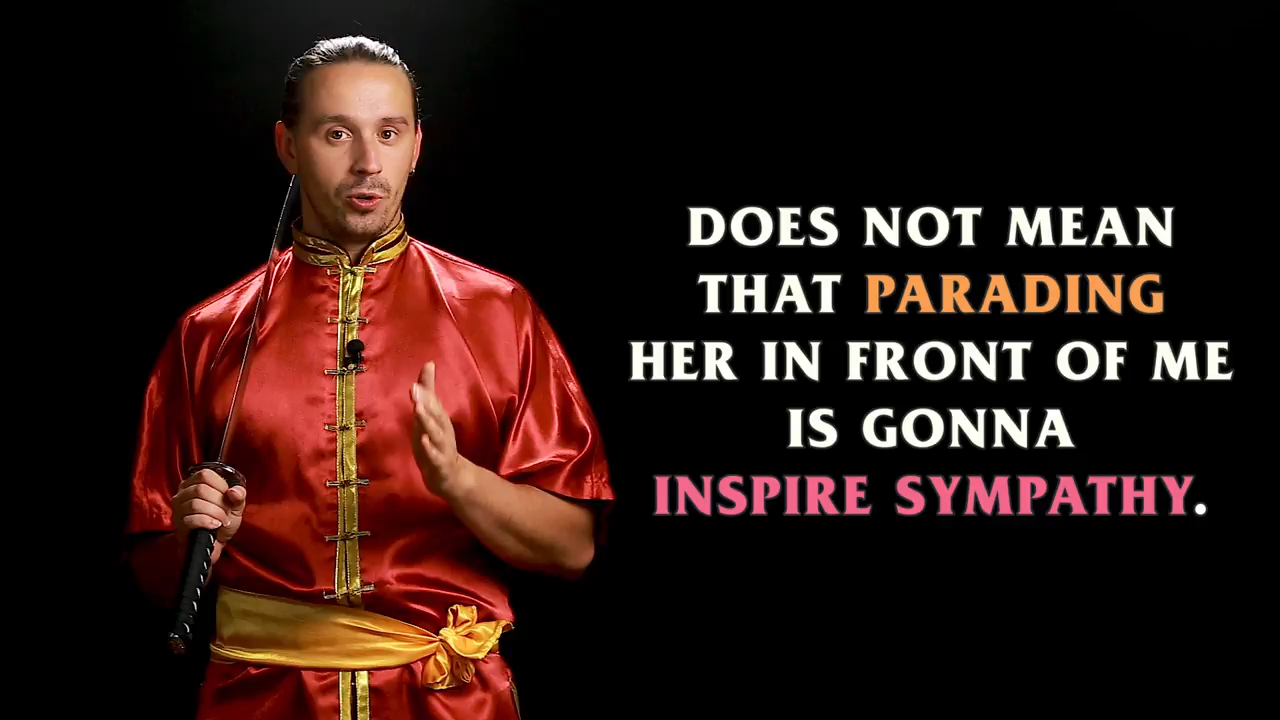 DOES NOT MEAN
THAT PARADING
HER IN FRONT OF ME
IS GONNA
INSPIRE SYMPATHY.